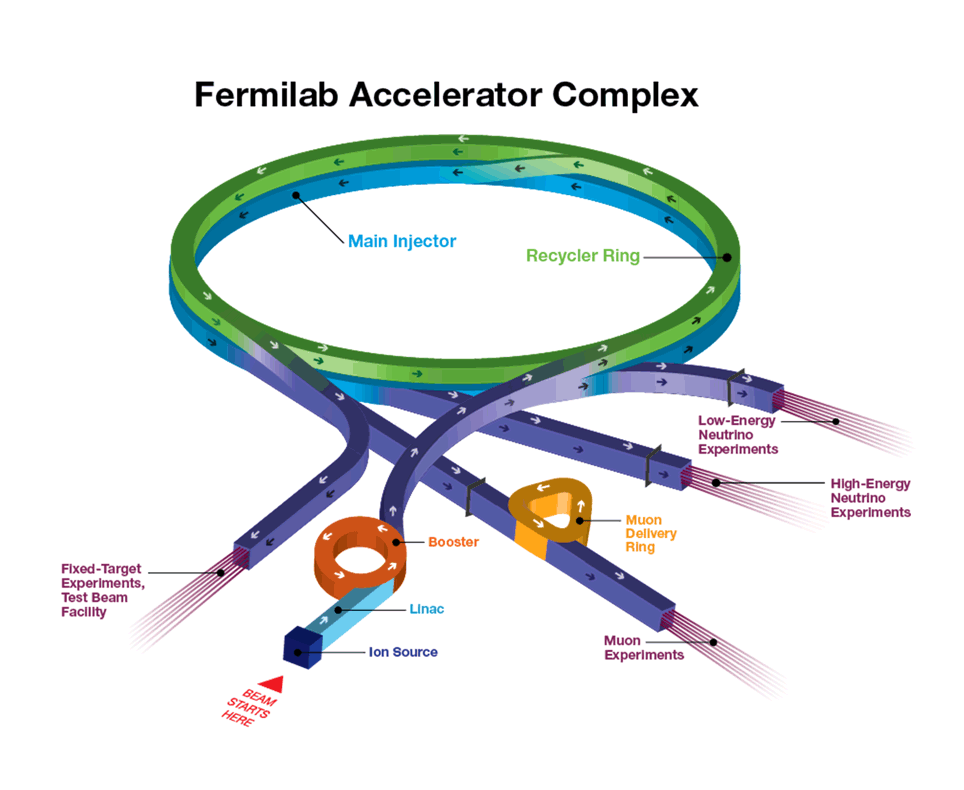 Fermilab Accelerator Complex
Main Injector
Recycler Ring
Low-Energy
Neutrino
Experiments
High-Energy
Neutrino
Experiments
Muon
Delivery
Ring
Booster
Fixed-Target
Experiments,
Test Beam
Facility
Linac
Muon
Experiments
Ion Source
BEAM
STARTS
HERE